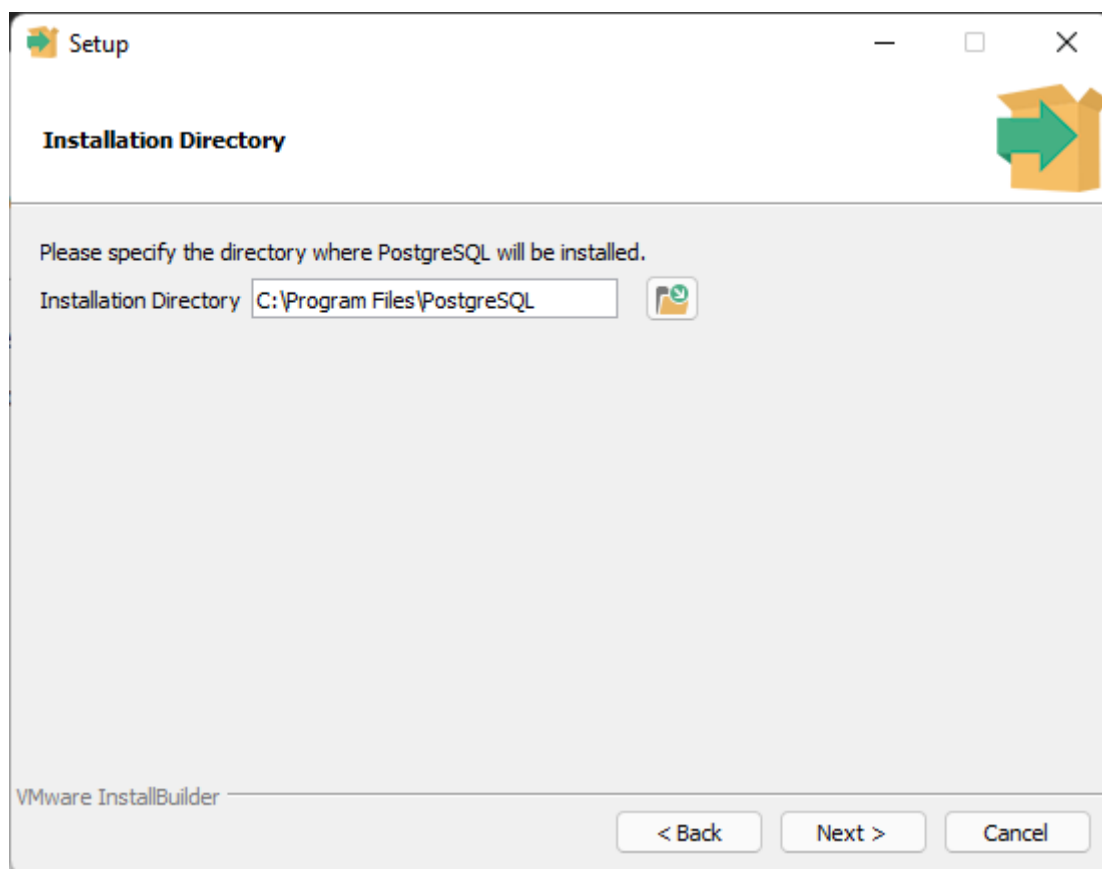 Setup
Installation Directory
Please specify the directory where PostgreSQL will be installed.
Installation Directory C:\Program Files\PostgreSQL
VMware InstallBuilder
< Back Next > Cancel